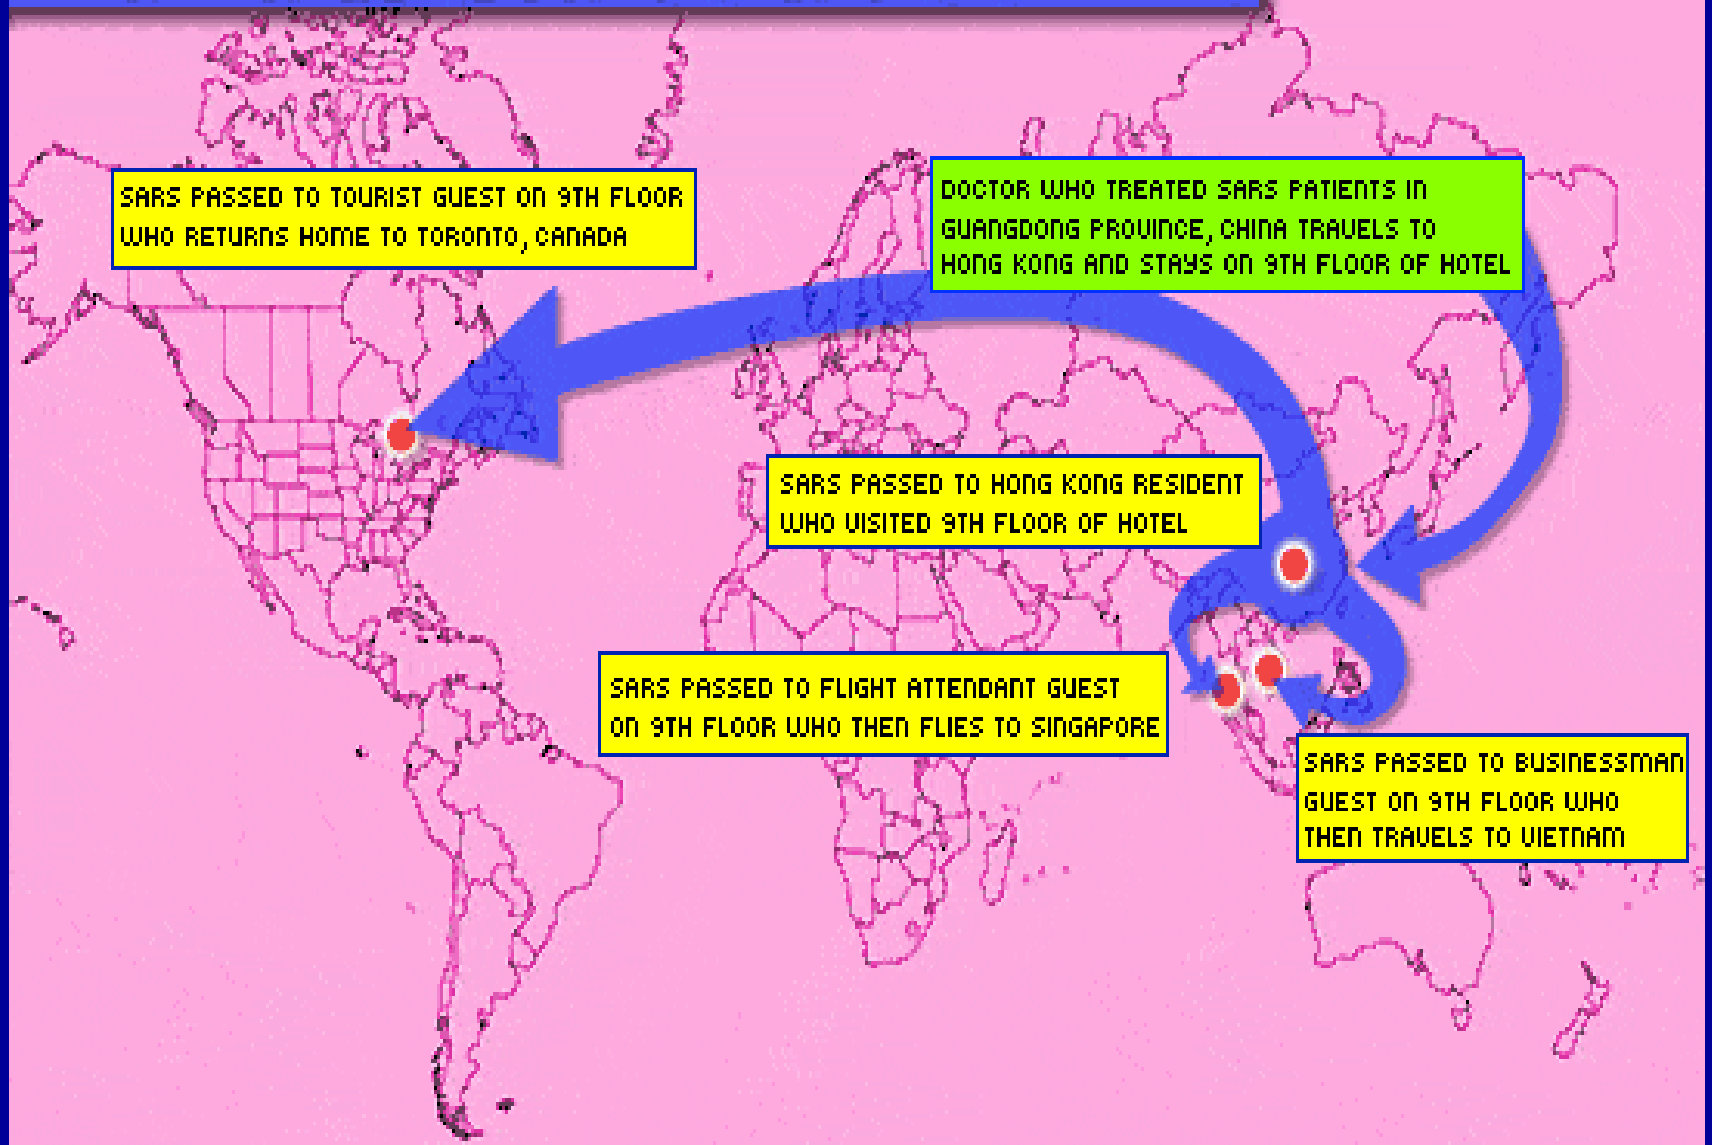 SARS PASSED TO TOURIST GUEST ON 9TH FLOOR
WHO RETURNS HOME TO TORONTO, CANADA
DOCTOR WHO TREATED SARS PATIENTS IN
GUANGDONG PROVINCE, CHINA TRAVELS TO
HONG KONG AND STAYS ON 9TH FLOOR OF HOTEL
SARS PASSED TO HONG KONG RESIDENT
WHO VISITED 9TH FLOOR OF HOTEL
SARS PASSED TO FLIGHT ATTENDANT GUEST
ON 9TH FLOOR WHO THEN FLIES TO SINGAPORE
SARS PASSED TO BUSINESSMAN
GUEST ON 9TH FLOOR WHO
THEN TRAVELS TO VIETNAM